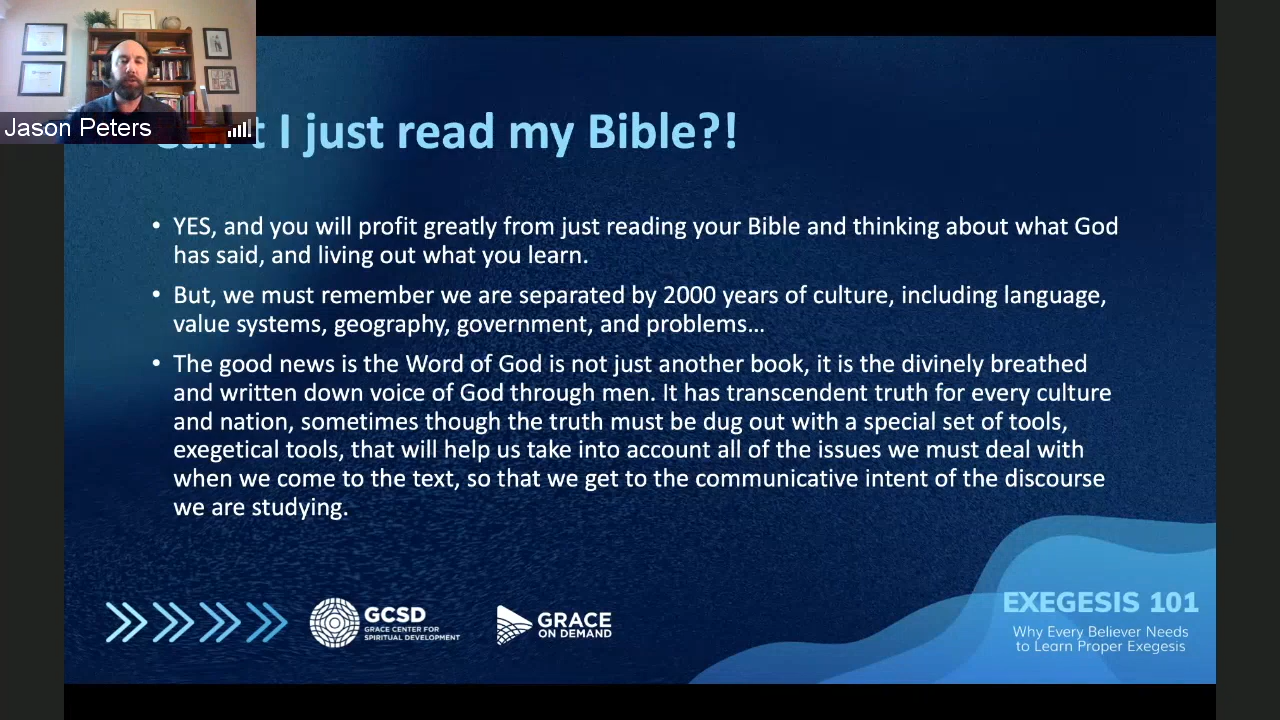 Jason Peters
Can't I just read my Bible?!
• YES, and you will profit greatly from just reading your Bible and thinking about what God
has said, and living out what you learn.
• But, we must remember we are separated by 2000 years of culture, including language,
value systems, geography, government, and problems…
• The good news is the Word of God is not just another book, it is the divinely breathed
and written down voice of God through men. It has transcendent truth for every culture
and nation, sometimes though the truth must be dug out with a special set of tools,
exegetical tools, that will help us take into account all of the issues we must deal with
when we come to the text, so that we get to the communicative intent of the discourse
we are studying.
GCSD
GRACE CENTER FOR
SPIRITUAL DEVELOPMENT
GRACE
ON DEMAND
EXEGESIS 101
Why Every Believer Needs
to Learn Proper Exegesis